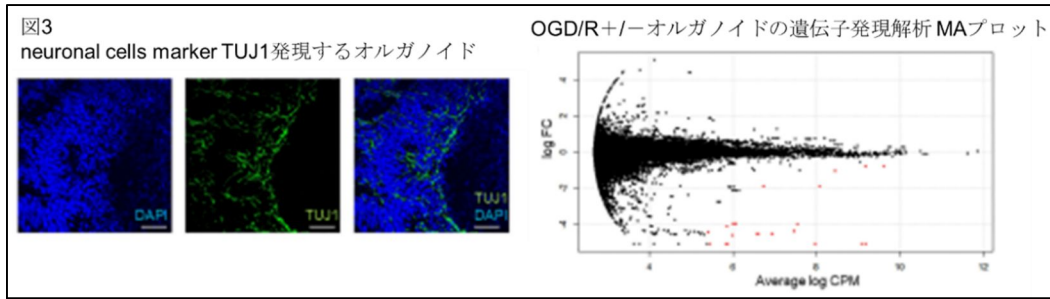 図3
neuronal cells marker TUJ1発現するオルガノイド
DAPI
TUJ1
TUJ1
DAPI
OGD/R+/-オルガノイドの遺伝子発現解析 MAプロット
log FC
4
2
0
-2
-4
4
6
8
10
12
Average log CPM